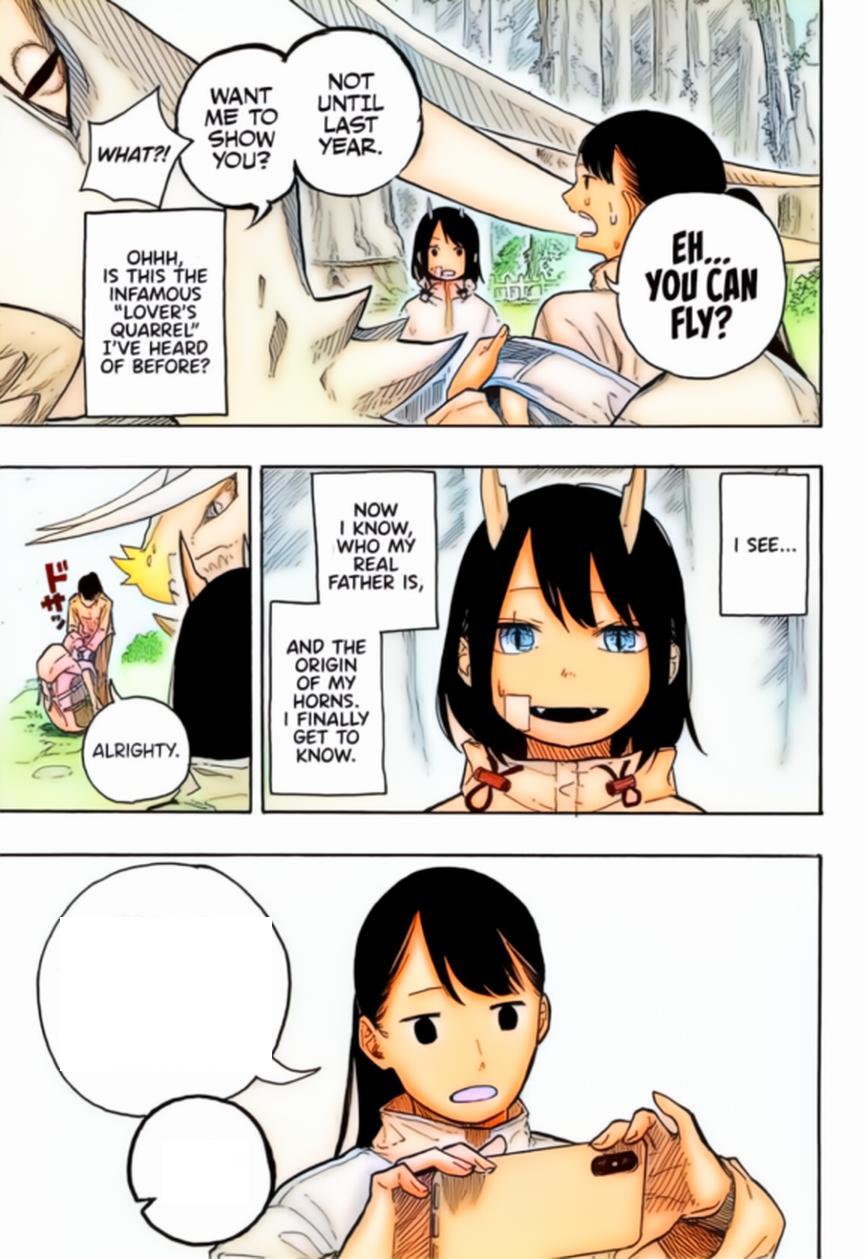 EH...
YOU CAN
FLY?
NOT
UNTIL
LAST
YEAR.
WANT
ME TO
SHOW
YOU?
WHAT?!
OHHH,
IS THIS THE
INFAMOUS
“LOVER'S
QUARREL”
I'VE HEARD
OF BEFORE?
I SEE...
NOW
I KNOW,
WHO MY
REAL
FATHER IS,
AND THE
ORIGIN
OF MY
HORNS.
I FINALLY
GET TO
KNOW.
ドサッ
ALRIGHTY.